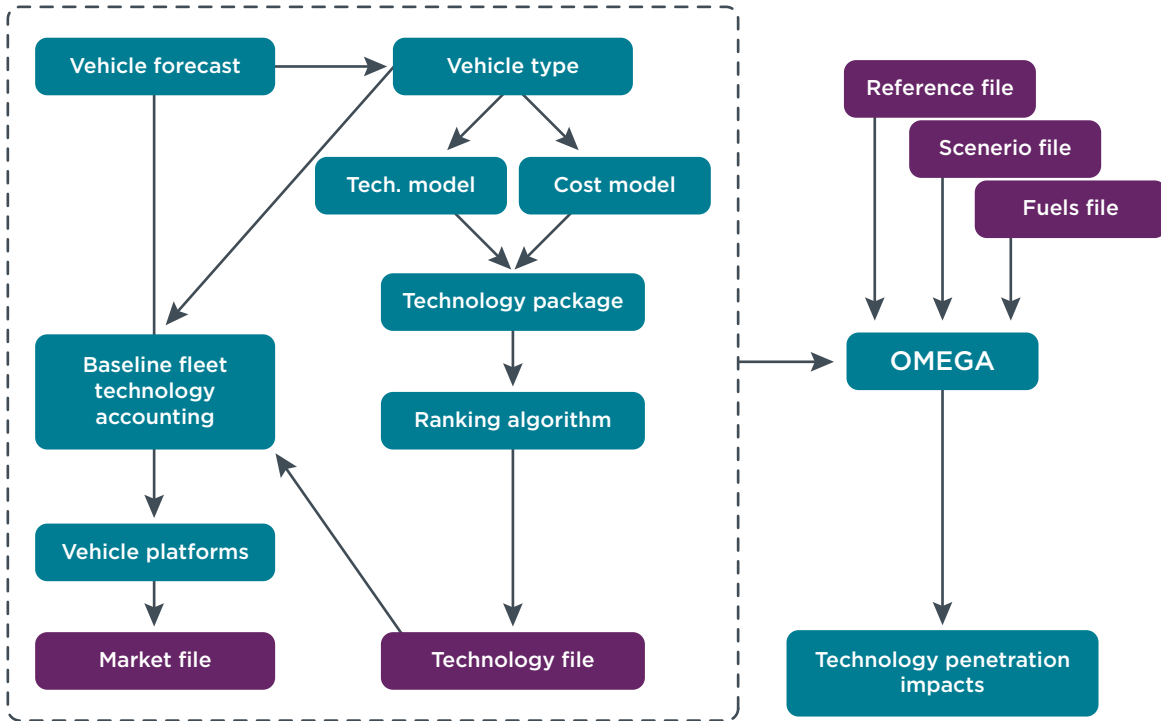 Vehicle forecast
Vehicle type
Reference file
Scenerio file
Tech. model
Cost model
Fuels file
Technology package
Baseline fleet
technology
accounting
OMEGA
Ranking algorithm
Vehicle platforms
Market file
Technology file
Technology penetration
impacts